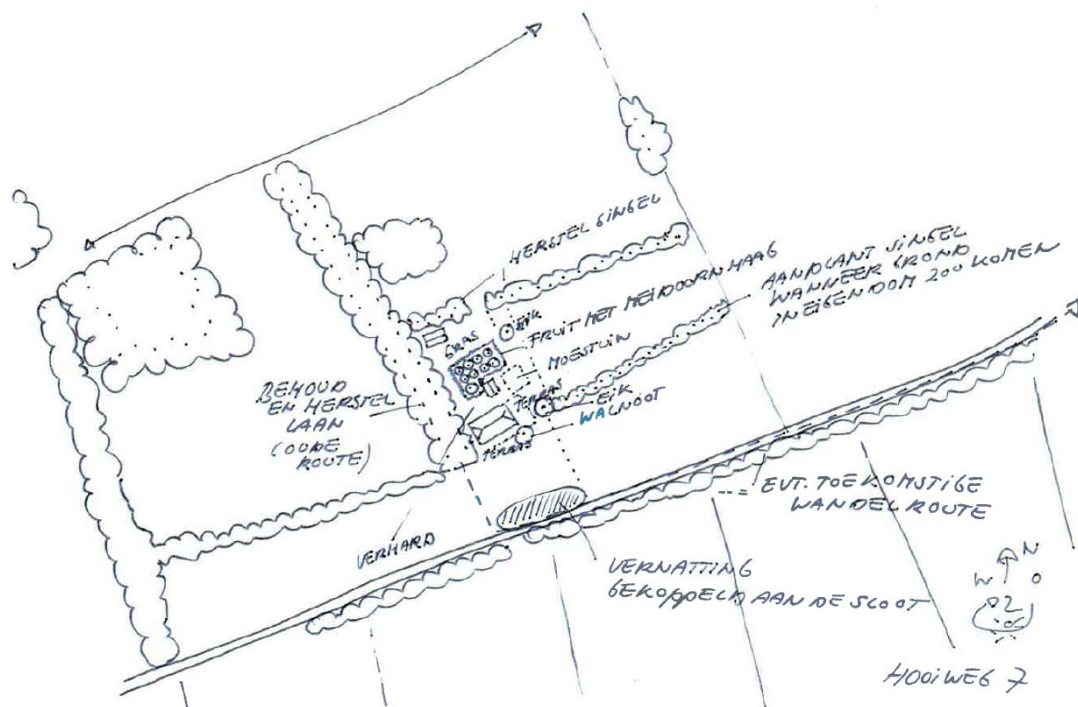 HERSTEL SINGEL
AANPLANT SINGEL
WANNEER GROND
IN EIGENDOM ZOU KOMEN
EIK
FRUIT MET MEIDOORNHAAG
GRAS
MOESTUIN
TERRAS
EIK
WALNOOT
BEHOUD
EN HERSTEL
LAAN
(OUDE
ROUTE)
TERRAS
--- = EVT. TOEKOMSTIGE
WANDELROUTE
VERHARD
VERNATTING
GEKOPPELD AAN DE SLOOT
N
W O
Z
HOOIWEG 7